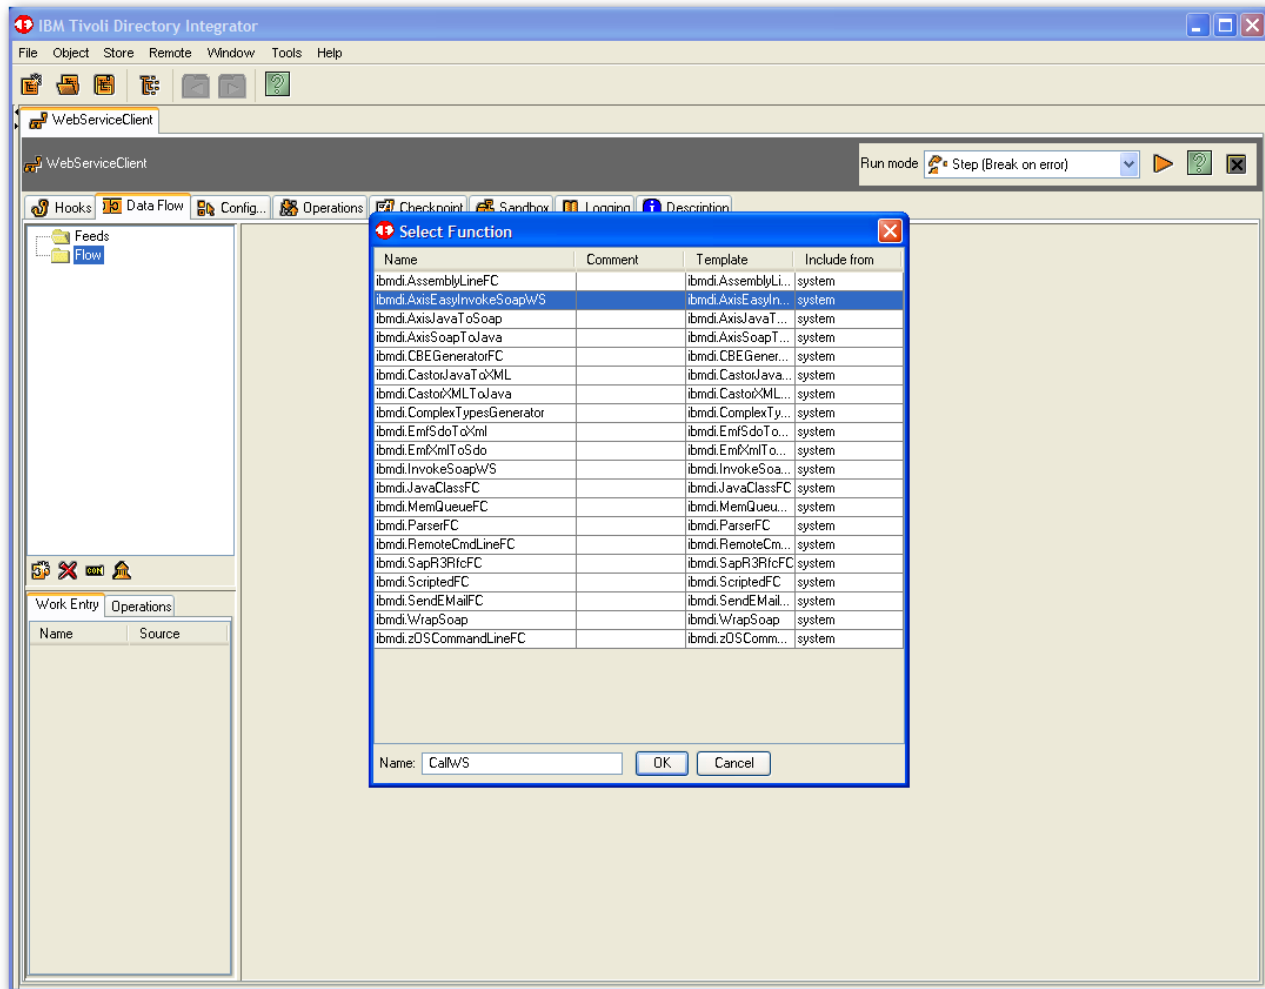 IBM Tivoli Directory Integrator
File Object Store Remote Window Tools Help
WebServiceClient
WebServiceClient
Run mode Step (Break on error)
Hooks Data Flow Config... Operations Checkpoint Sandbox Logging Description
Feeds
Flow
Select Function
Name Comment Template Include from
ibmdi.AssemblyLineFC ibmdi.AssemblyLi... system
ibmdi.AxisEasyInvokeSoapWS ibmdi.AxisEasyIn... system
ibmdi.AxisJavaToSoap ibmdi.AxisJavaT... system
ibmdi.AxisSoapToJava ibmdi.AxisSoapT... system
ibmdi.CBEGeneratorFC ibmdi.CBEGener... system
ibmdi.CastorJavaToXML ibmdi.CastorJava... system
ibmdi.CastorXMLToJava ibmdi.CastorXML... system
ibmdi.ComplexTypesGenerator ibmdi.ComplexTy... system
ibmdi.EmfSdoToXml ibmdi.EmfSdoTo... system
ibmdi.EmfXmlToSdo ibmdi.EmfXmlTo... system
ibmdi.InvokeSoapWS ibmdi.InvokeSoa... system
ibmdi.JavaClassFC ibmdi.JavaClassFC system
ibmdi.MemQueueFC ibmdi.MemQueu... system
ibmdi.ParserFC ibmdi.ParserFC system
ibmdi.RemoteCmdLineFC ibmdi.RemoteCm... system
ibmdi.SapR3RfcFC ibmdi.SapR3RfcFC system
ibmdi.ScriptedFC ibmdi.ScriptedFC system
ibmdi.SendEMailFC ibmdi.SendEMail... system
ibmdi.WrapSoap ibmdi.WrapSoap system
ibmdi.zOSCommandLineFC ibmdi.zOSComm... system
Work Entry Operations
Name Source
Name: CallWS OK Cancel